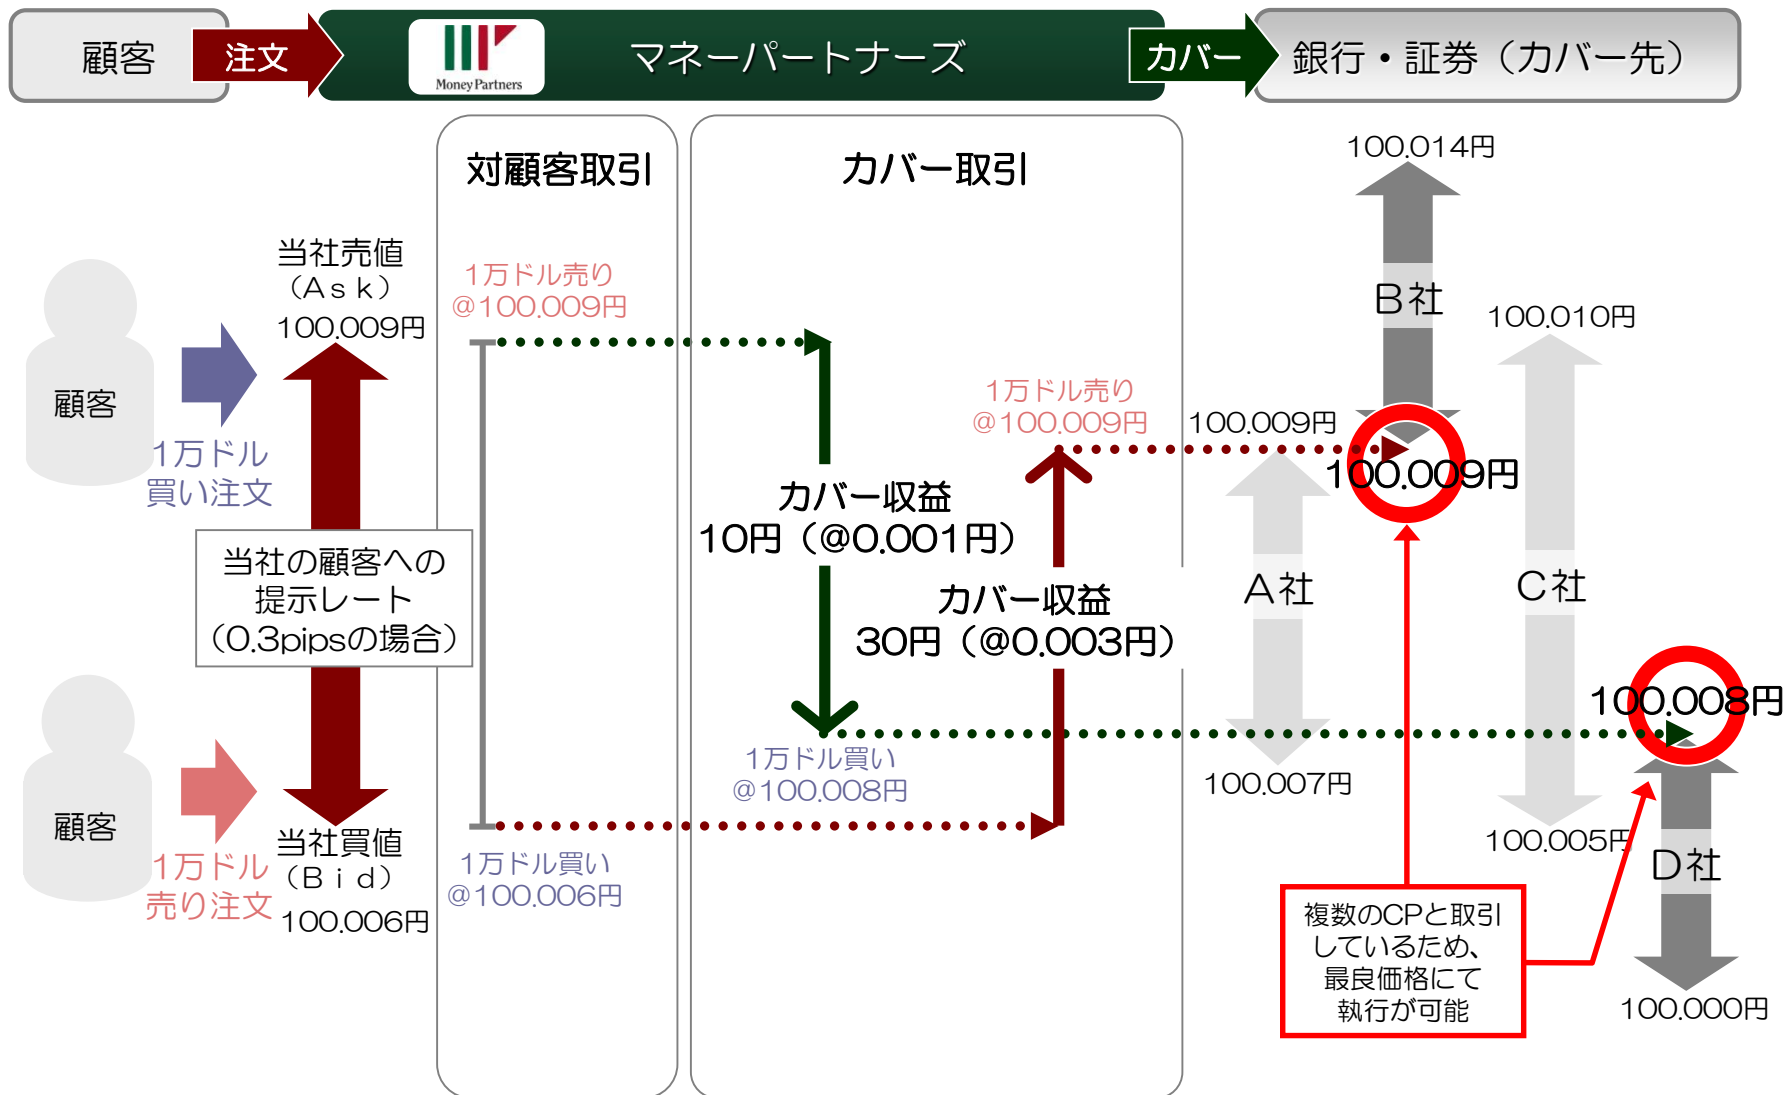 顧客
注文
Money Partners
マネーパートナーズ
カバー
銀行・証券（カバー先）
対顧客取引
カバー取引
当社売値
（Ａｓｋ）
100.009円
顧客
1万ドル
買い注文
当社の顧客への
提示レート
（0.3pipsの場合）
顧客
1万ドル
売り注文
当社買値
（Ｂｉｄ）
100.006円
1万ドル売り
@100.009円
1万ドル買い
@100.006円
カバー収益
10円（@0.001円）
1万ドル買い
@100.008円
1万ドル売り
@100.009円
カバー収益
30円（@0.003円）
100.009円
Ａ社
100.007円
100.014円
Ｂ社
100.009円
100.010円
Ｃ社
100.005円
100.008円
Ｄ社
100.000円
複数のCPと取引
しているため、
最良価格にて
執行が可能